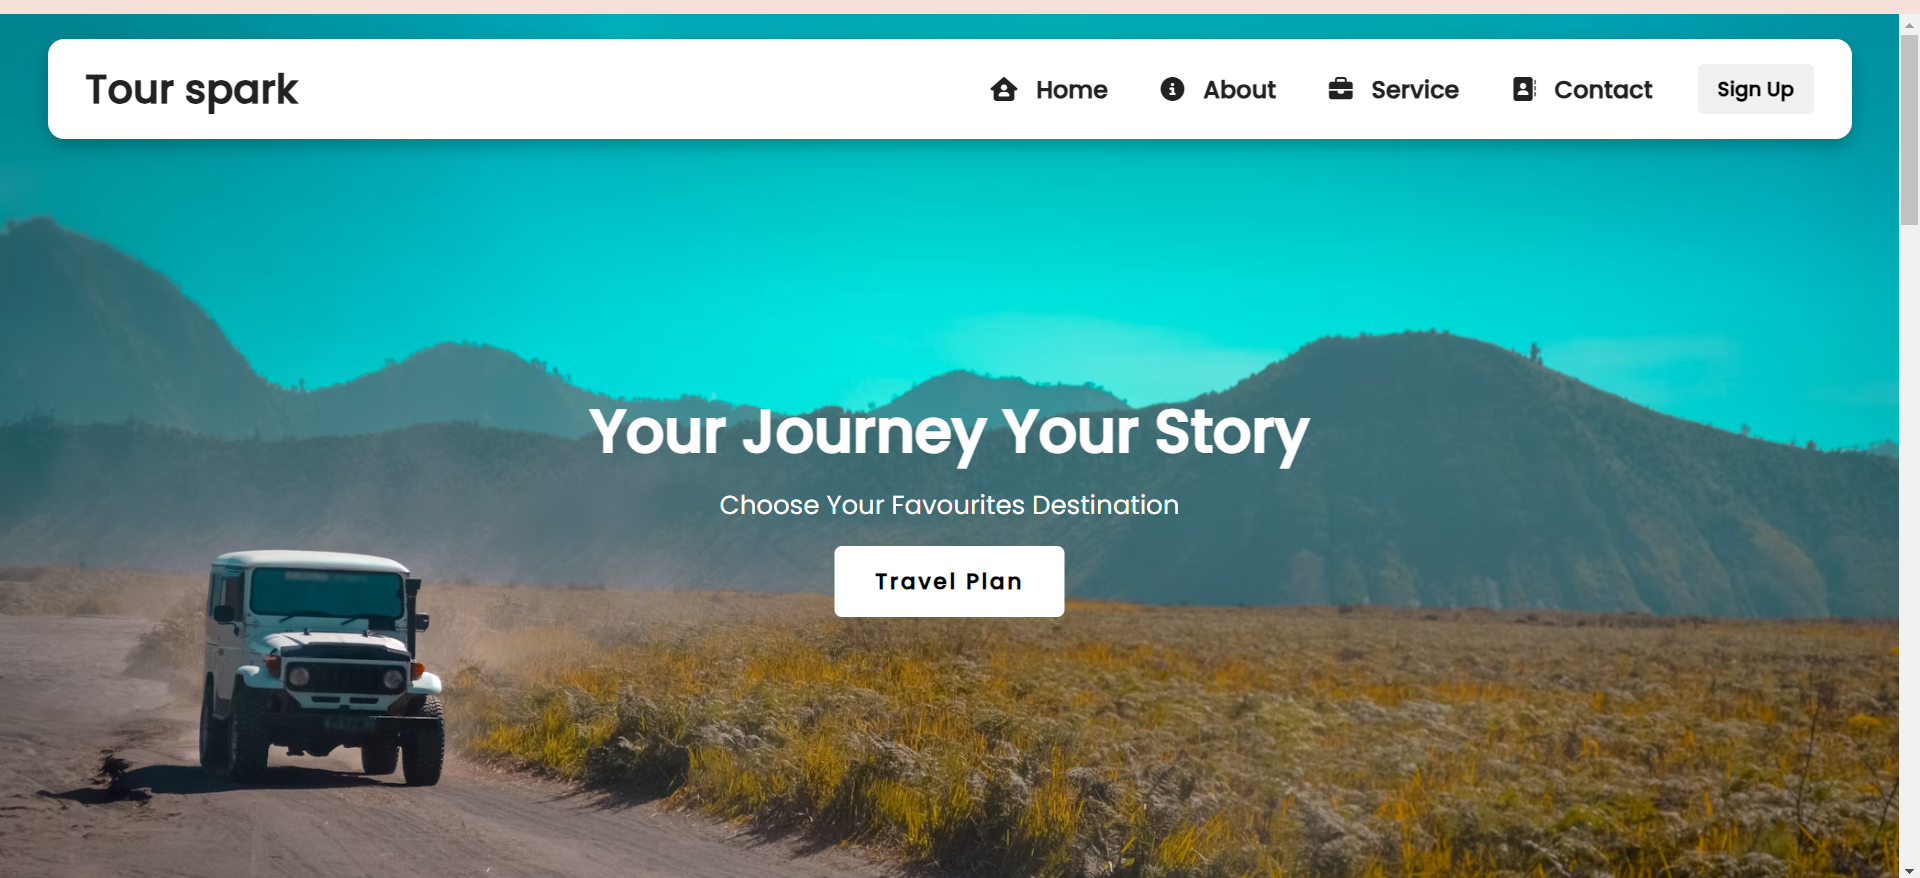 Tour spark
Home
About
Service
Contact
Sign Up
Your Journey Your Story
Choose Your Favourites Destination
Travel Plan